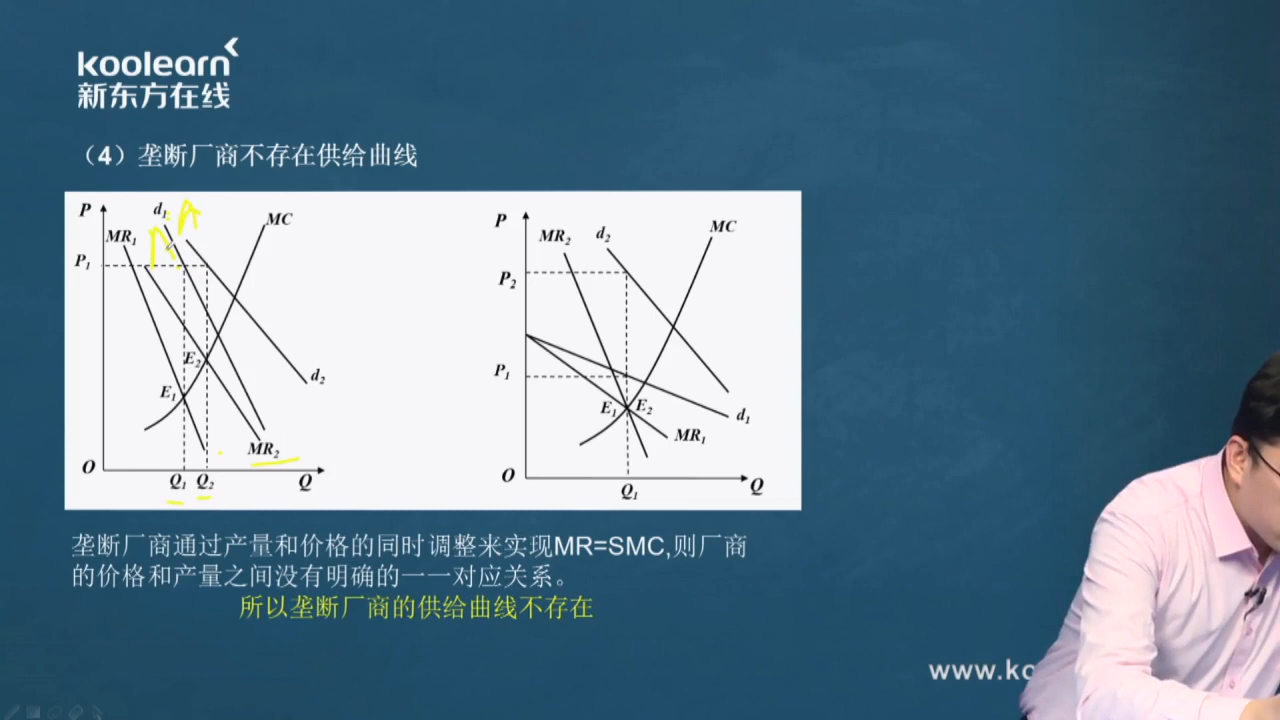 koolearn
新东方在线
（4）垄断厂商不存在供给曲线
P
d1
MR1
MC
P1
E2
E1
d2
MR2
O
Q1
Q2
Q
P
MR2
d2
MC
P2
P1
E1
E2
d1
MR1
O
Q1
Q
垄断厂商通过产量和价格的同时调整来实现MR=SMC,则厂商
的价格和产量之间没有明确的一一对应关系。
所以垄断厂商的供给曲线不存在
www.ko